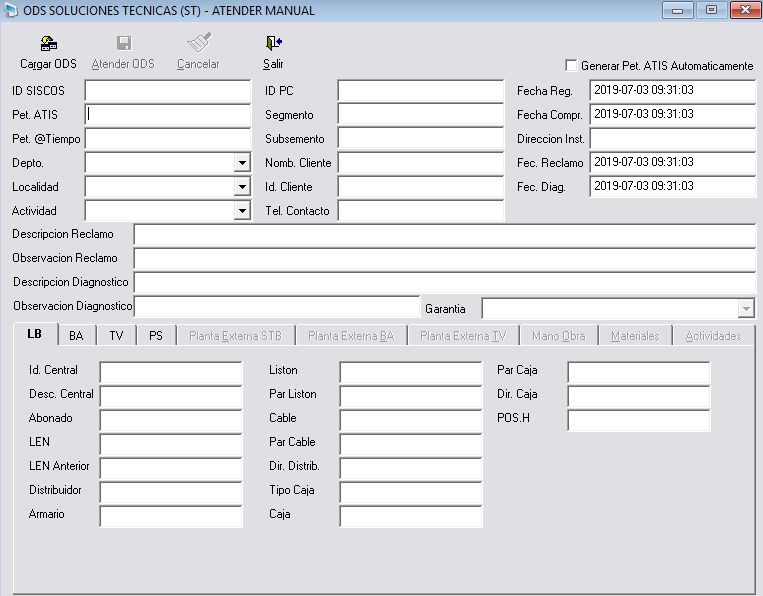 ODS SOLUCIONES TECNICAS (ST) - ATENDER MANUAL
Cargar ODS Atender ODS Cancelar Salir
Generar Pet. ATIS Automaticamente
ID SISCOS ID PC Fecha Reg. 2019-07-03 09:31:03
Pet. ATIS Segmento Fecha Compr. 2019-07-03 09:31:03
Pet. @Tiempo Subsemento Direccion Inst.
Depto. Nomb. Cliente Fec. Reclamo 2019-07-03 09:31:03
Localidad Id. Cliente Fec. Diag. 2019-07-03 09:31:03
Actividad Tel. Contacto
Descripcion Reclamo
Observacion Reclamo
Descripcion Diagnostico
Observacion Diagnostico Garantia
LB BA TV PS Planta Externa STB Planta Externa BA Planta Externa TV Mano Obra Materiales Actividades
Id. Central Liston Par Caja
Desc. Central Par Liston Dir. Caja
Abonado Cable POS.H
LEN Par Cable
LEN Anterior Dir. Distrib.
Distribuidor Tipo Caja
Armario Caja